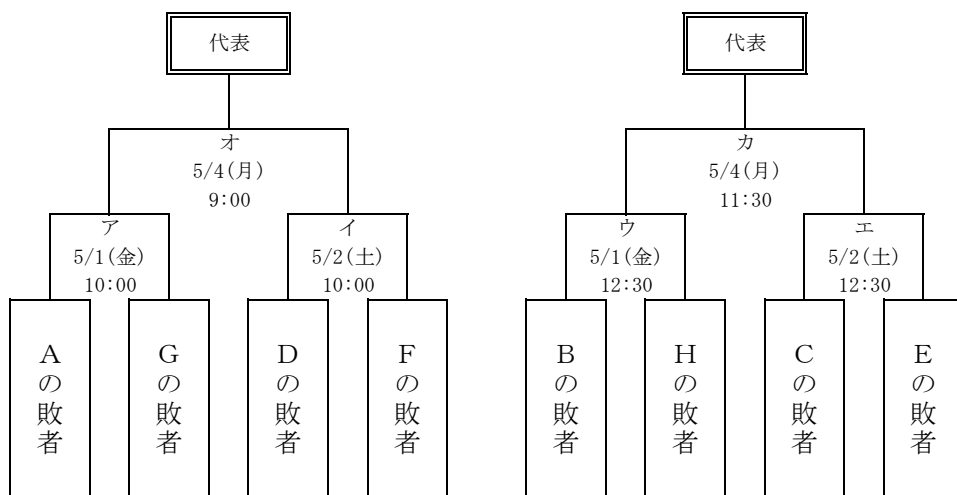 代表
代表
オ
5/4(月)
9:00
カ
5/4(月)
11:30
ア
5/1(金)
10:00
イ
5/2(土)
10:00
ウ
5/1(金)
12:30
エ
5/2(土)
12:30
Aの敗者
Gの敗者
Dの敗者
Fの敗者
Bの敗者
Hの敗者
Cの敗者
Eの敗者